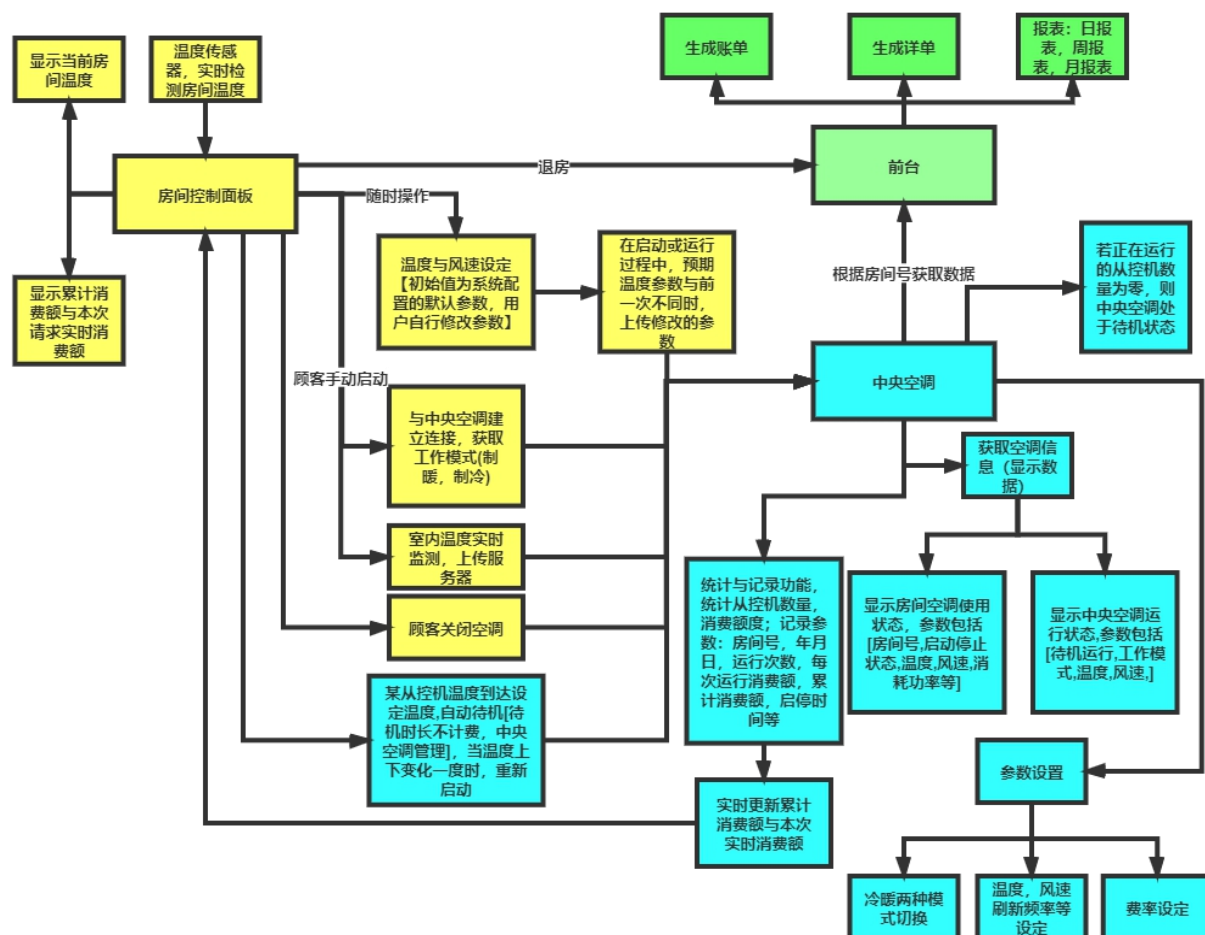 显示当前房
间温度
温度传感
器，实时检
测房间温度
生成账单
生成详单
报表：日报
表，周报
表，月报表
房间控制面板
退房
前台
随时操作
温度与风速设定
【初始值为系统配
置的默认参数，用
户自行修改参数】
在启动或运行
过程中，预期
温度参数与前
一次不同时，
上传修改的参
数
根据房间号获取数据
若正在运行
的从控机数
量为零，则
中央空调处
于待机状态
显示累计消
费额与本次
请求实时消
费额
顾客手动启动
中央空调
与中央空调建
立连接，获取
工作模式(制
暖，制冷)
获取空调信
息（显示数
据）
室内温度实时
监测，上传服
务器
顾客关闭空调
统计与记录功能，
统计从控机数量，
消费额度；记录参
数：房间号，年月
日，运行次数，每
次运行消费额，累
计消费额，启停时
间等
显示房间空调使用
状态，参数包括
[房间号,启动停止
状态,温度,风速,消
耗功率等]
显示中央空调运
行状态,参数包括
[待机运行,工作模
式,温度,风速,]
某从控机温度到达设
定温度,自动待机[待
机时长不计费，中央
空调管理]，当温度上
下变化一度时，重新
启动
参数设置
实时更新累计
消费额与本次
实时消费额
冷暖两种模
式切换
温度，风速
刷新频率等
设定
费率设定